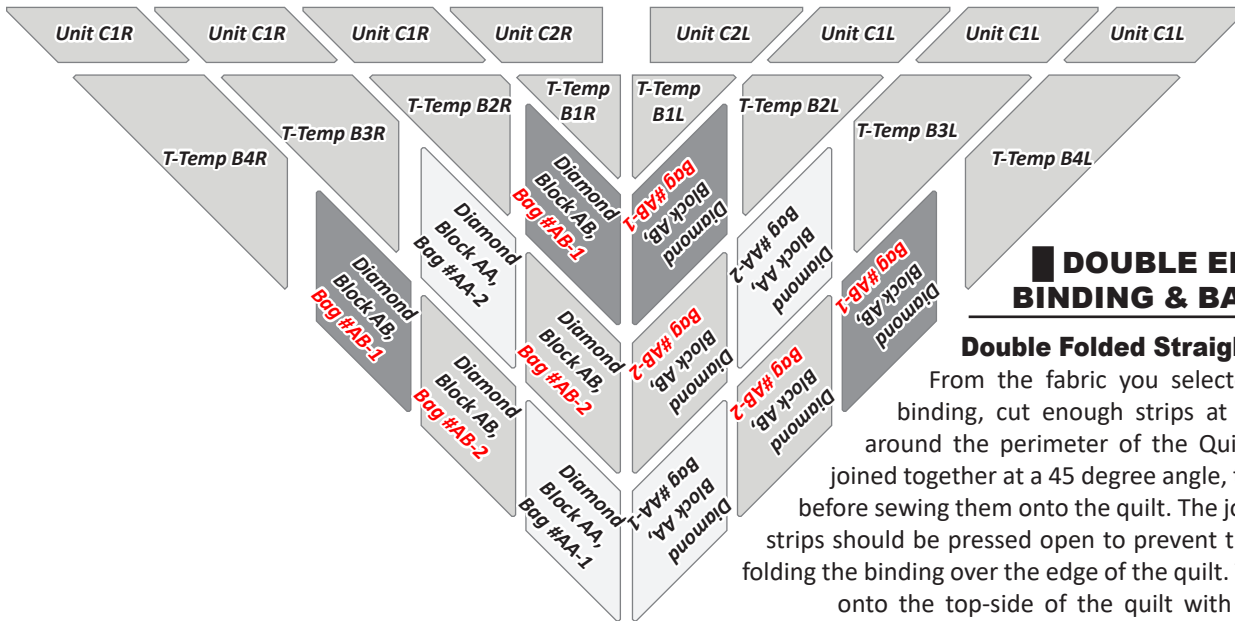 Unit C1R
Unit C1R
Unit C1R
Unit C2R
Unit C2L
Unit C1L
Unit C1L
Unit C1L
T-Temp B4R
T-Temp B3R
T-Temp B2R
T-Temp
B1R
T-Temp
B1L
T-Temp B2L
T-Temp B3L
T-Temp B4L
Diamond
Block AB,
Bag #AB-1
Diamond
Block AA,
Bag #AA-2
Diamond
Block AB,
Bag #AB-1
Diamond
Block AB,
Bag #AB-1
Diamond
Block AA,
Bag #AA-2
Diamond
Block AB,
Bag #AB-1
Diamond
Block AB,
Bag #AB-2
Diamond
Block AB,
Bag #AB-2
Diamond
Block AB,
Bag #AB-2
Diamond
Block AB,
Bag #AB-2
Diamond
Block AA,
Bag #AA-1
Diamond
Block AA,
Bag #AA-1
DOUBLE
BINDING &
Double Folded
From the fabric you select
binding, cut enough strips at
around the perimeter of the
joined together at a 45 degree angle,
before sewing them onto the quilt. The
strips should be pressed open to prevent
folding the binding over the edge of the quilt.
onto the top-side of the quilt with